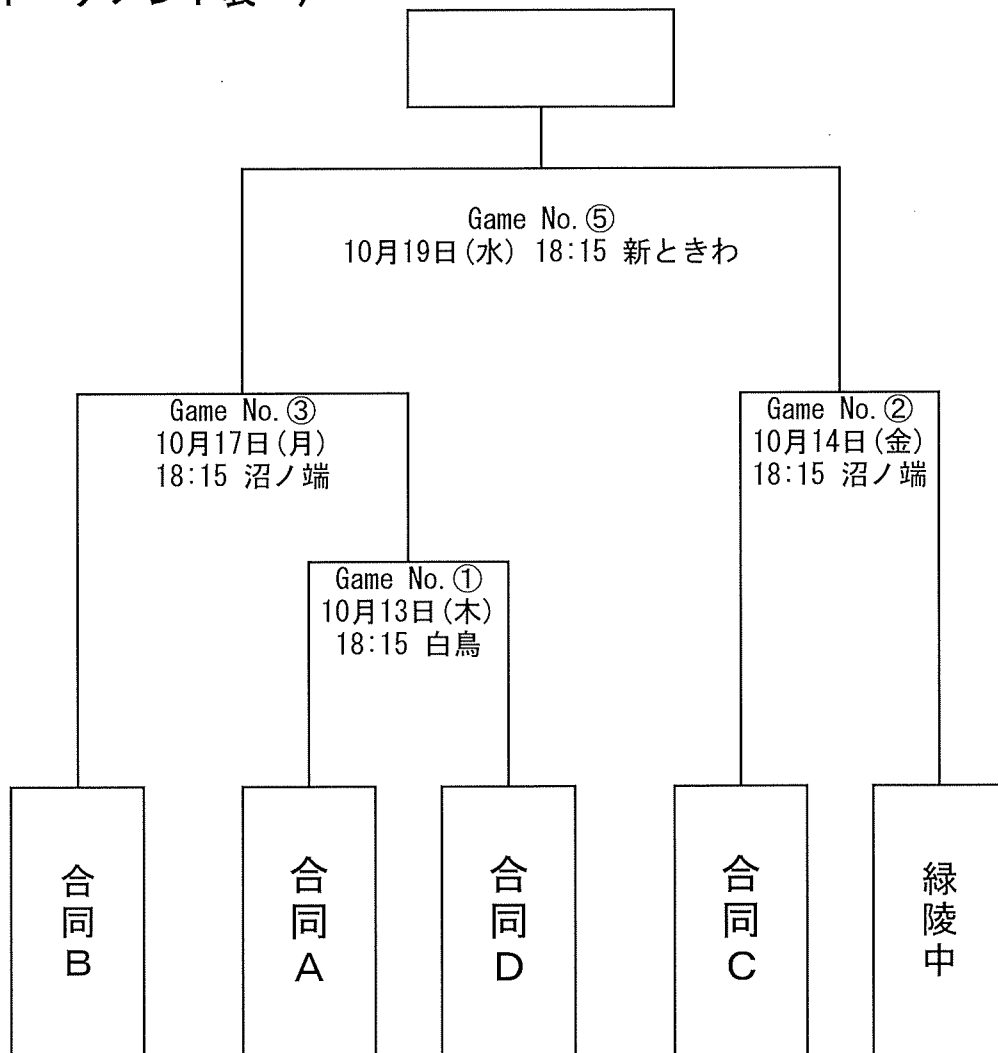 Game No.⑤
10月19日(水) 18:15 新ときわ
Game No.③
10月17日(月)
18:15 沼ノ端
Game No.②
10月14日(金)
18:15 沼ノ端
Game No.①
10月13日(木)
18:15 白鳥
合同B
合同A
合同D
合同C
緑陵中